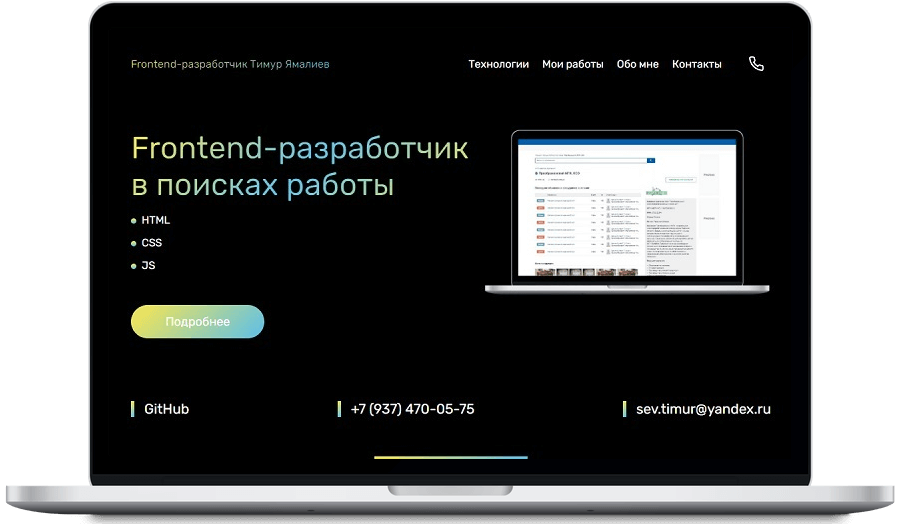 Frontend-разработчик Тимур Ямалиев
Технологии Мои работы Обо мне Контакты
Frontend-разработчик
в поисках работы
HTML
CSS
JS
Подробнее
GitHub
+7 (937) 470-05-75
sev.timur@yandex.ru